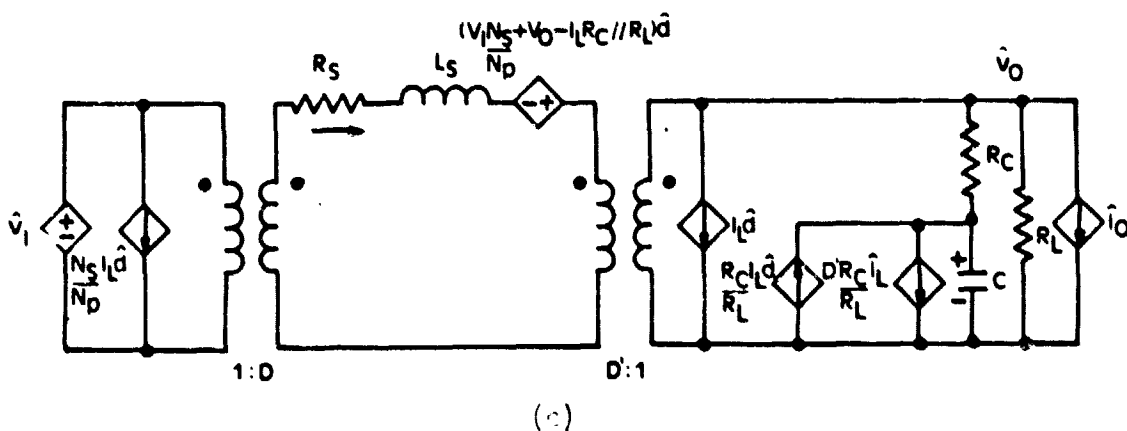 (V_I N_S + V_O - I_L R_C // R_L) d̂
N_P
R_S
L_S
- +
v̂_O
R_C
v̂_I
+
-
N_S I_L d̂
N_P
I_L d̂
R_C I_L d̂
R_L
D' R_C î_L
R_L
+
-
C
R_L
î_O
1:D
D':1